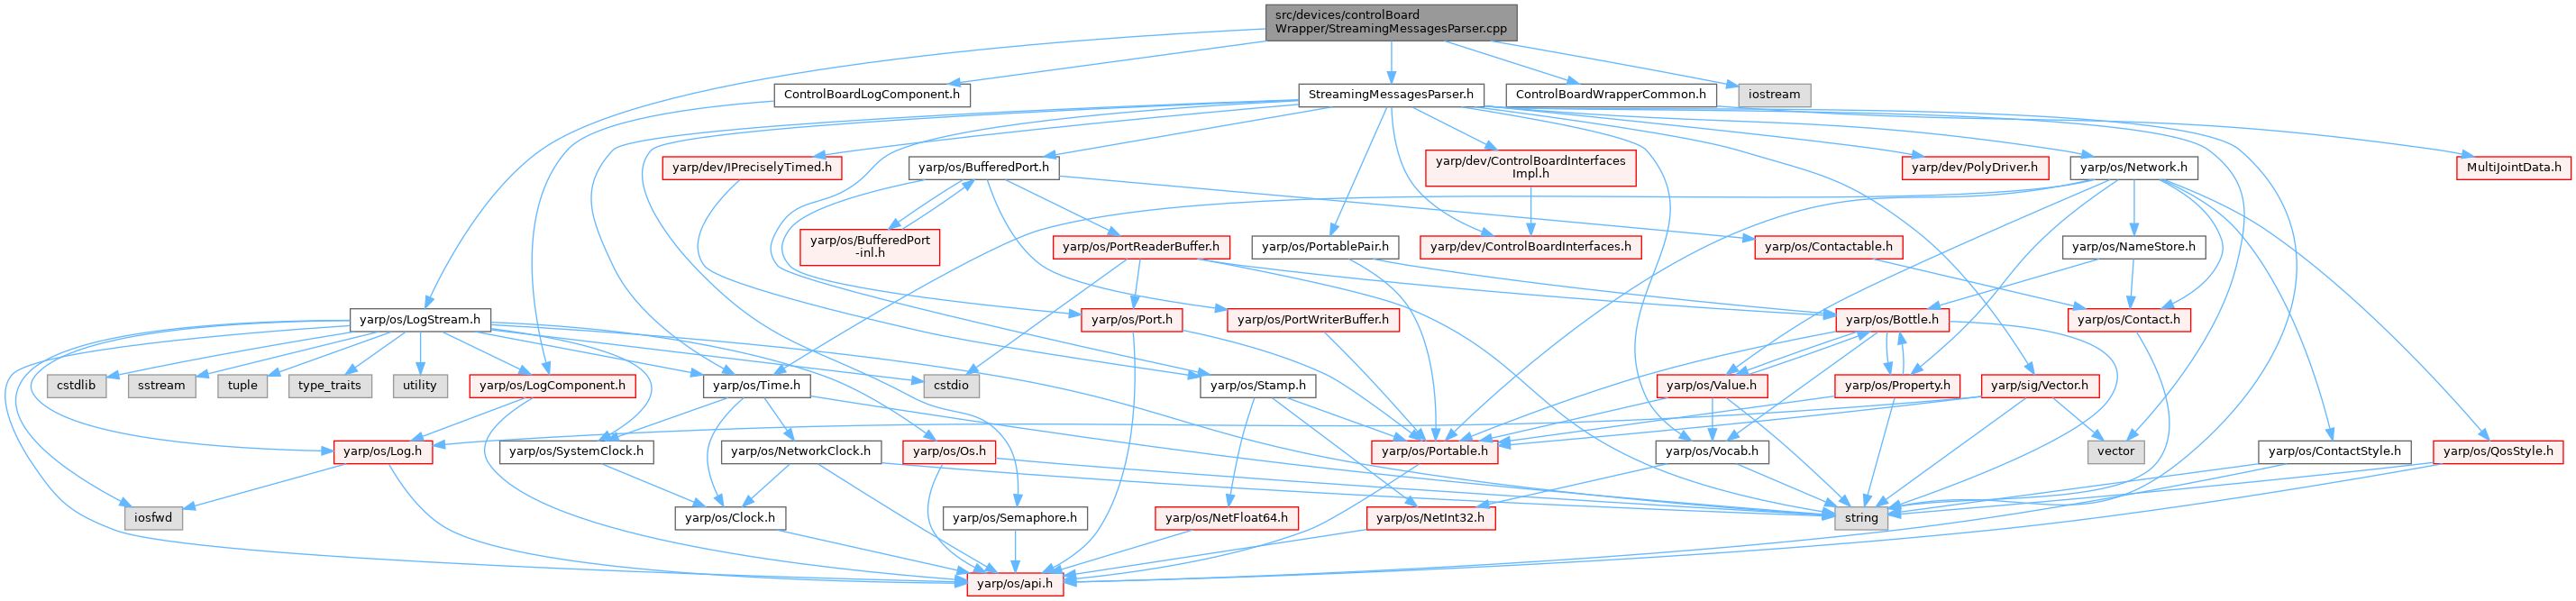 src/devices/controlBoard
Wrapper/StreamingMessagesParser.cpp
ControlBoardLogComponent.h
StreamingMessagesParser.h
ControlBoardWrapperCommon.h
iostream
yarp/dev/IPreciselyTimed.h
yarp/os/BufferedPort.h
yarp/dev/ControlBoardInterfaces
Impl.h
yarp/dev/PolyDriver.h
yarp/os/Network.h
MultiJointData.h
yarp/os/BufferedPort
-inl.h
yarp/os/PortReaderBuffer.h
yarp/os/PortablePair.h
yarp/dev/ControlBoardInterfaces.h
yarp/os/Contactable.h
yarp/os/NameStore.h
yarp/os/LogStream.h
yarp/os/Port.h
yarp/os/PortWriterBuffer.h
yarp/os/Bottle.h
yarp/os/Contact.h
cstdlib
sstream
tuple
type_traits
utility
yarp/os/LogComponent.h
yarp/os/Time.h
cstdio
yarp/os/Stamp.h
yarp/os/Value.h
yarp/os/Property.h
yarp/sig/Vector.h
yarp/os/Log.h
yarp/os/SystemClock.h
yarp/os/NetworkClock.h
yarp/os/Os.h
yarp/os/Portable.h
yarp/os/Vocab.h
vector
yarp/os/ContactStyle.h
yarp/os/QosStyle.h
iosfwd
yarp/os/Clock.h
yarp/os/Semaphore.h
yarp/os/NetFloat64.h
yarp/os/NetInt32.h
string
yarp/os/api.h